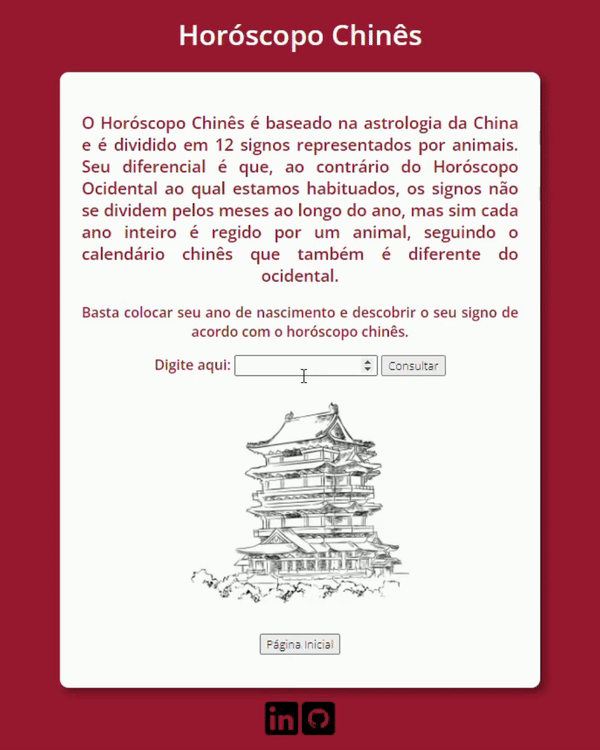 Horóscopo Chinês
O Horóscopo Chinês é baseado na astrologia da China
e é dividido em 12 signos representados por animais.
Seu diferencial é que, ao contrário do Horóscopo
Ocidental ao qual estamos habituados, os signos não
se dividem pelos meses ao longo do ano, mas sim cada
ano inteiro é regido por um animal, seguindo o
calendário chinês que também é diferente do
ocidental.
Basta colocar seu ano de nascimento e descobrir o seu signo de
acordo com o horóscopo chinês.
Digite aqui: Consultar
Página Inicial
in